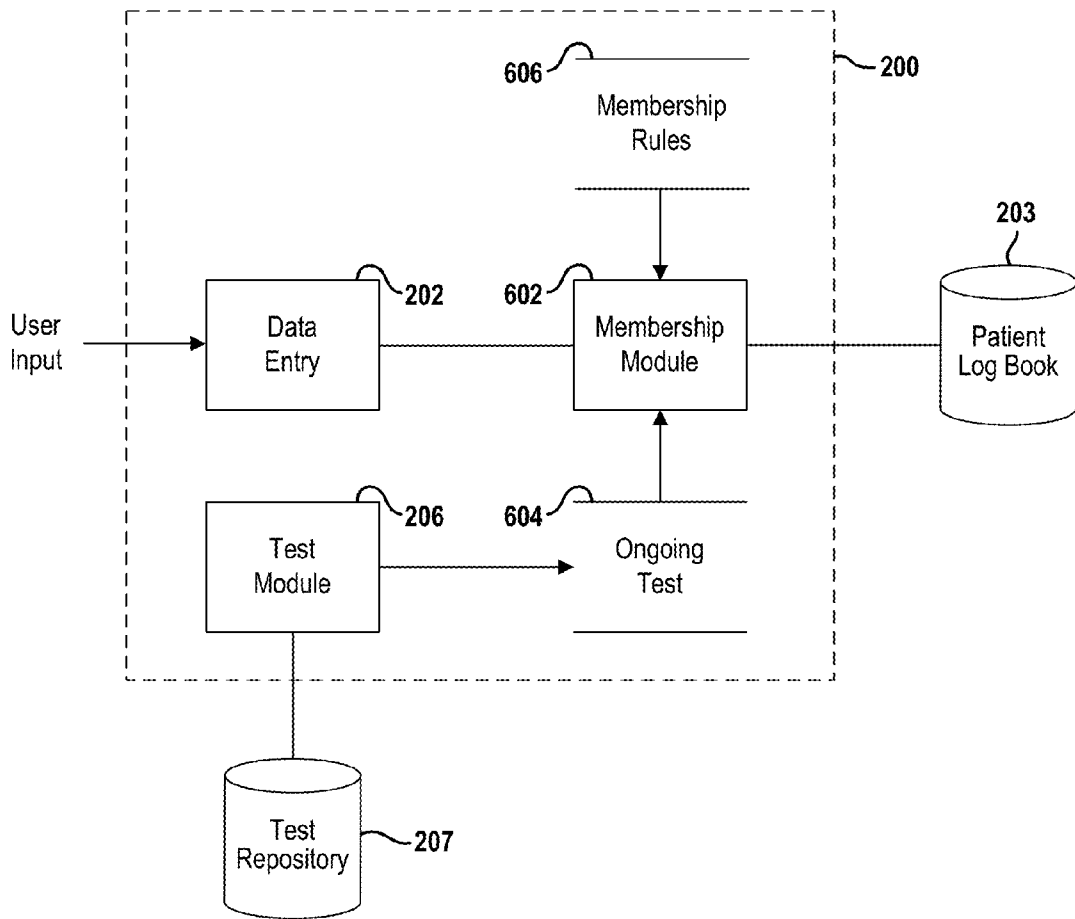 606
200
Membership
Rules
203
202
602
User
Input
Data
Entry
Membership
Module
Patient
Log Book
206
604
Test
Module
Ongoing
Test
Test
Repository
207